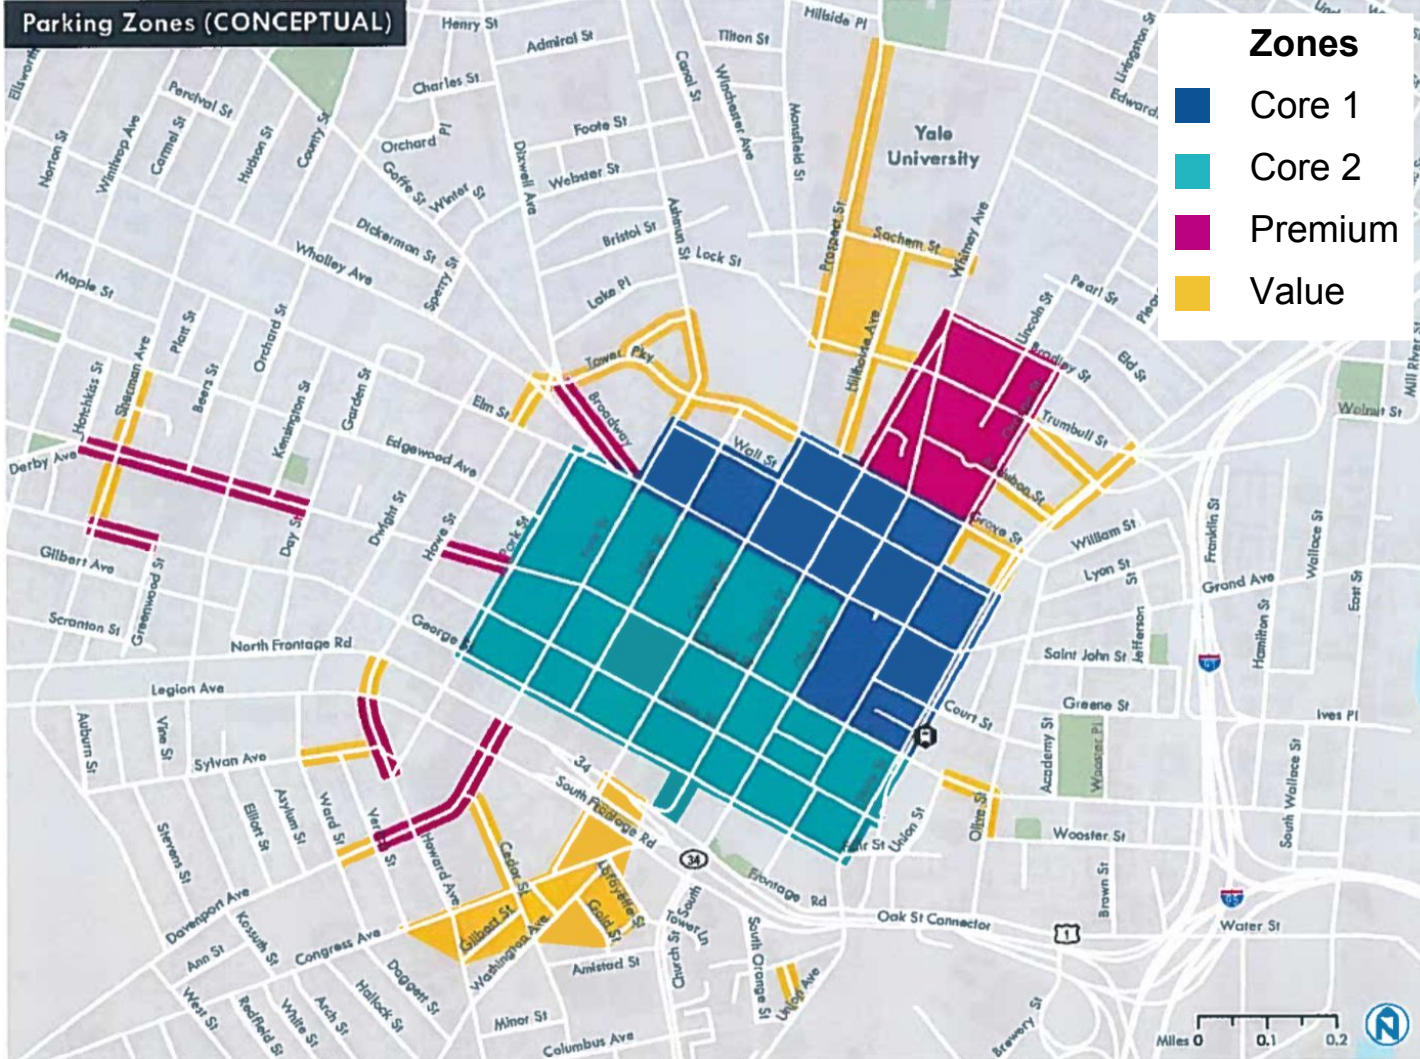 Parking Zones (CONCEPTUAL)
Zones
Core 1
Core 2
Premium
Value
Henry St
Admiral St
Charles St
Hillside Pl
Tilton St
Canal St
Winchester Ave
Mansfield St
Livingston St
Edward
Ellsworth
Percival St
Carmel St
Winthrop Ave
Norton St
Hudson St
County St
Orchard Pl
Goffe St
Winter St
Foote St
Webster St
Dixwell Ave
Yale
University
Bristol St
Ashmun St
Lock St
Lake Pl
Dickerman St
Sperry St
Whalley Ave
Maple St
Prospect St
Sachem St
Whitney Ave
Hillhouse Ave
Pearl St
Lincoln St
Bradley St
Eld St
Trumbull St
Mill River St
Walnut St
Platt St
Orchard St
Sherman Ave
Hotchkiss St
Beers St
Kensington St
Garden St
Derby Ave
Edgewood Ave
Elm St
Tower Pky
Broadway
Wall St
Grove St
William St
Lyon St
Franklin St
Wallace St
Grand Ave
East St
Hamilton St
Jefferson St
Saint John St
Greene St
Ives Pl
Court St
Academy St
Wooster Pl
Wooster St
South Wallace St
Olive St
Union St
Fair St
Brown St
Water St
Day St
Dwight St
Howe St
Park St
Gilbert Ave
Scranton St
Greenwood St
George St
North Frontage Rd
Legion Ave
Auburn St
Vine St
Sylvan Ave
Stevens St
Elliott St
Asylum St
Ward St
Howard Ave
Cedar St
34
South Frontage Rd
34
Frontage Rd
Oak St Connector
1
91
95
Lafayette St
Gold St
Gilbert St
Washington Ave
Davenport Ave
Congress Ave
Kossuth St
Ann St
West St
Redfield St
White St
Arch St
Hallock St
Daggett St
Minor St
Amistad St
Columbus Ave
Church St South
Tower Ln
South Orange St
Union Ave
Brewery St
Miles 0 0.1 0.2
N